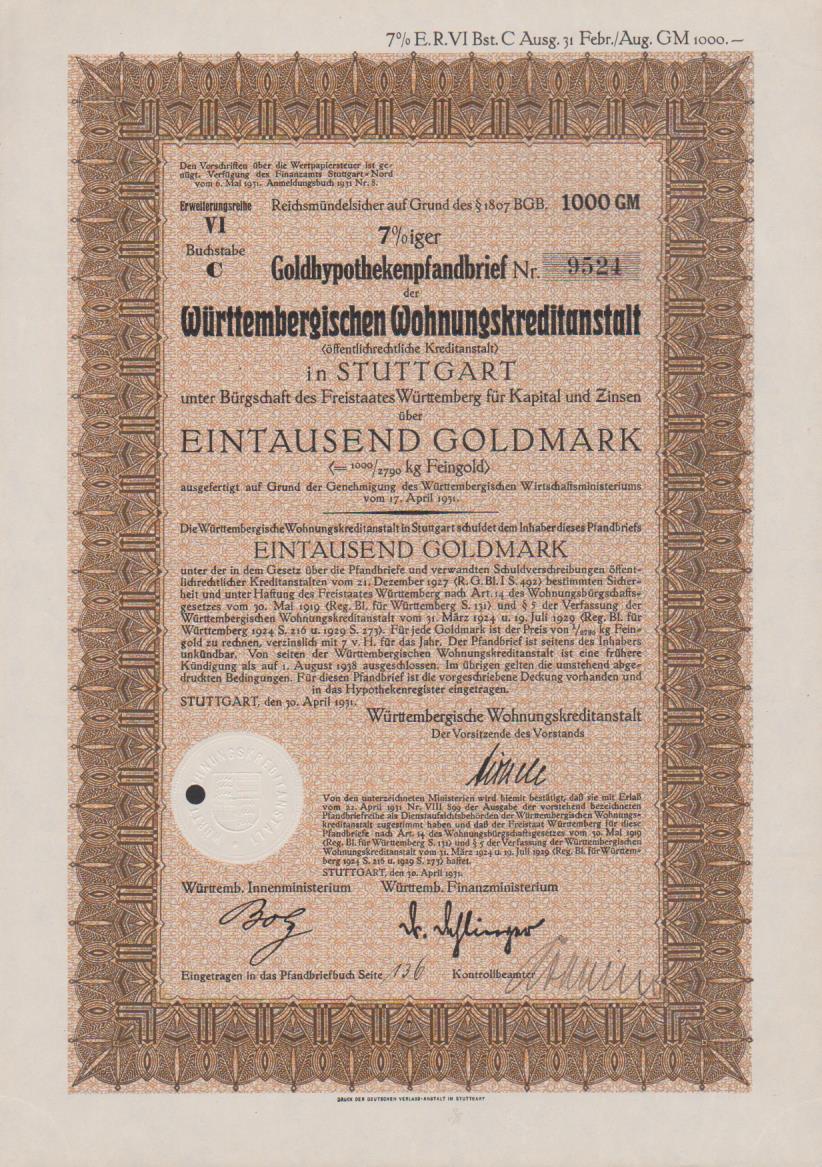 7% E.R.VI Bst. C Ausg. 31 Febr./Aug. GM 1000.—
Den Vorschriften über die Wertpapiersteuer ist ge-
nügt. Verfügung des Finanzamts Stuttgart-Nord
vom 6. Mai 1931. Anmeldungsbuch 1931 Nr. 8.
Erweiterungsreihe
VI
Buchstabe
C
Reichsmündelsicher auf Grund des § 1807 BGB. 1000 GM
7%iger
Goldhypothekenpfandbrief Nr. 9524
der
Württembergischen Wohnungskreditanstalt
(öffentlichrechtliche Kreditanstalt)
in STUTTGART
unter Bürgschaft des Freistaates Württemberg für Kapital und Zinsen
über
EINTAUSEND GOLDMARK
(= 1000/2790 kg Feingold)
ausgefertigt auf Grund der Genehmigung des Württembergischen Wirtschaftsministeriums
vom 17. April 1931.
Die Württembergische Wohnungskreditanstalt in Stuttgart schuldet dem Inhaber dieses Pfandbriefs
EINTAUSEND GOLDMARK
unter der in dem Gesetz über die Pfandbriefe und verwandten Schuldverschreibungen öffent-
lichrechtlicher Kreditanstalten vom 21. Dezember 1927 (R. G. Bl. I S. 492) bestimmten Sicher-
heit und unter Haftung des Freistaates Württemberg nach Art. 14 des Wohnungsbürgschafts-
gesetzes vom 30. Mai 1919 (Reg. Bl. für Württemberg S. 131) und § 5 der Verfassung der
Württembergischen Wohnungskreditanstalt vom 31. März 1924 u. 19. Juli 1929 (Reg. Bl. für
Württemberg 1924 S. 216 u. 1929 S. 273). Für jede Goldmark ist der Preis von 1/2790 kg Fein-
gold zu rechnen, verzinslich mit 7 v. H. für das Jahr. Der Pfandbrief ist seitens des Inhabers
unkündbar. Von seiten der Württembergischen Wohnungskreditanstalt ist eine frühere
Kündigung als auf 1. August 1938 ausgeschlossen. Im übrigen gelten die umstehend abge-
druckten Bedingungen. Für diesen Pfandbrief ist die vorgeschriebene Deckung vorhanden und
in das Hypothekenregister eingetragen.
STUTTGART, den 30. April 1931.
Württembergische Wohnungskreditanstalt
Der Vorsitzende des Vorstands
Von den unterzeichneten Ministerien wird hiemit bestätigt, daß sie mit Erlaß
vom 22. April 1931 Nr. VIII 899 der Ausgabe der vorstehend bezeichneten
Pfandbriefreihe als Dienstaufsichtsbehörden der Württembergischen Wohnungs-
kreditanstalt zugestimmt haben und daß der Freistaat Württemberg für diese
Pfandbriefe nach Art. 14 des Wohnungsbürgschaftsgesetzes vom 30. Mai 1919
(Reg. Bl. für Württemberg S. 131) und § 5 der Verfassung der Württembergischen
Wohnungskreditanstalt vom 31. März 1924 u. 19. Juli 1929 (Reg. Bl. für Württem-
berg 1924 S. 216 u. 1929 S. 273) haftet.
STUTTGART, den 30. April 1931.
Württemb. Innenministerium Württemb. Finanzministerium
Bolz Dr. Dehlinger
Eingetragen in das Pfandbriefbuch Seite 136 Kontrollbeamter
DRUCK DER DEUTSCHEN VERLAGS-ANSTALT IN STUTTGART